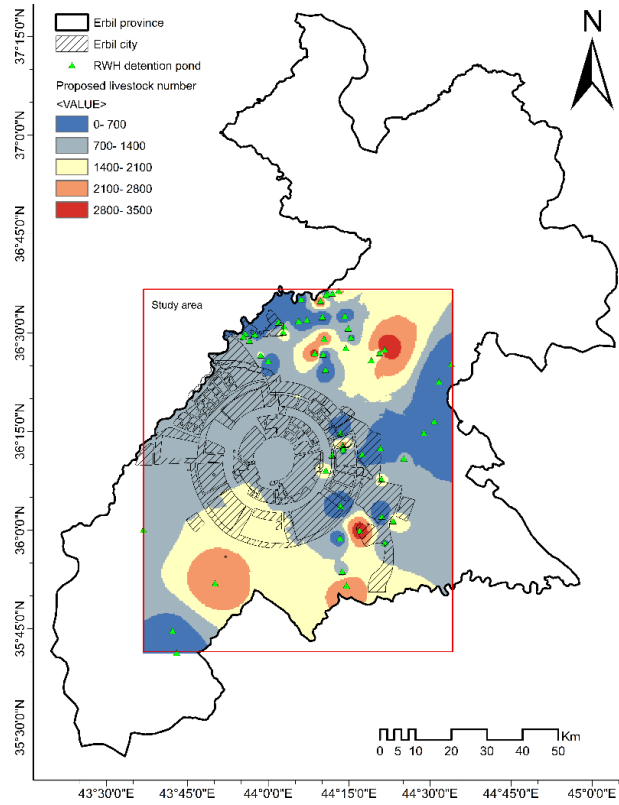 Erbil province
Erbil city
RWH detention pond
Proposed livestock number
<VALUE>
0- 700
700- 1400
1400- 2100
2100- 2800
2800- 3500
N
Study area
37°15'0"N
37°0'0"N
36°45'0"N
36°30'0"N
36°15'0"N
36°0'0"N
35°45'0"N
35°30'0"N
0 5 10 20 30 40 50
Km
43°30'0"E 43°45'0"E 44°0'0"E 44°15'0"E 44°30'0"E 44°45'0"E 45°0'0"E